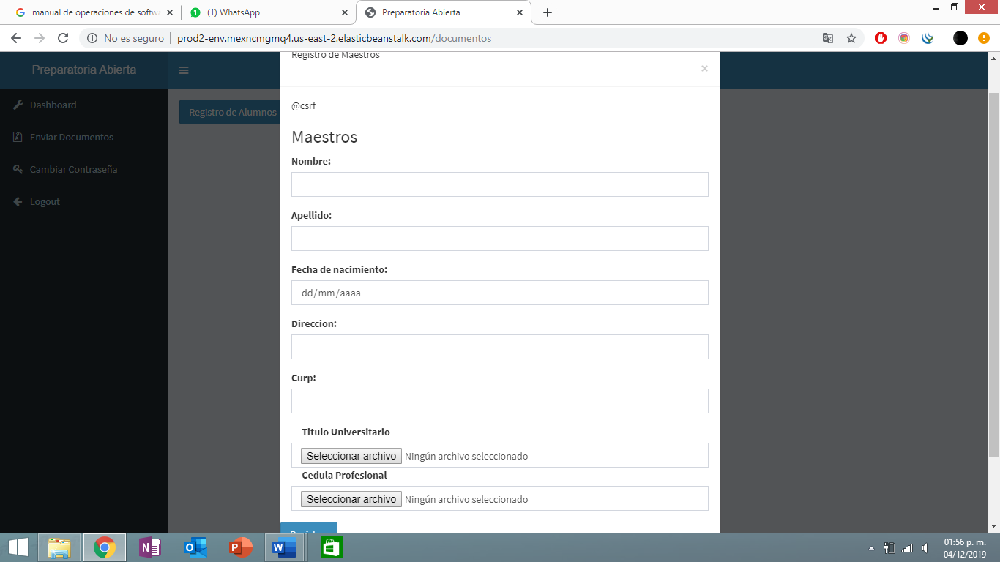 manual de operaciones de softwa
(1) WhatsApp
Preparatoria Abierta
No es seguro
prod2-env.mexncmgmq4.us-east-2.elasticbeanstalk.com/documentos
Preparatoria Abierta
Dashboard
Enviar Documentos
Cambiar Contraseña
Logout
Registro de Alumnos
Registro de Maestros
×
@csrf
Maestros
Nombre:
Apellido:
Fecha de nacimiento:
dd/mm/aaaa
Direccion:
Curp:
Titulo Universitario
Seleccionar archivo Ningún archivo seleccionado
Cedula Profesional
Seleccionar archivo Ningún archivo seleccionado
01:56 p. m.
04/12/2019